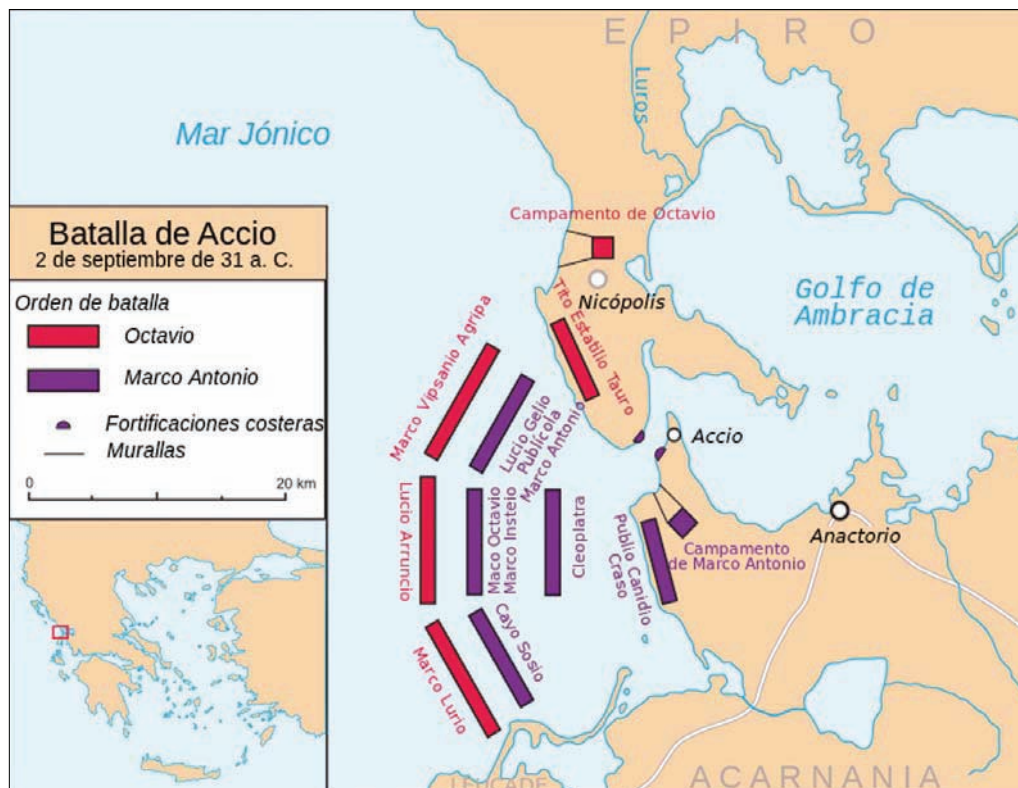 EPIRO
Luros
Mar Jónico
Campamento de Octavio
Batalla de Accio
2 de septiembre de 31 a. C.
Orden de batalla
Octavio
Marco Antonio
Fortificaciones costeras
Murallas
0 20 km
Nicópolis
Golfo de
Ambracia
Tito Estatilio Tauro
Marco Vipsanio Agripa
Lucio Gelio
Publícola
Marco Antonio
Accio
Lucio Arruncio
Maco Octavio
Marco Insteio
Cleoplatra
Publio Canidio
Craso
Campamento
de Marco Antonio
Anactorio
Cayo Sosio
Marco Lurio
LEUCADE
ACARNANIA